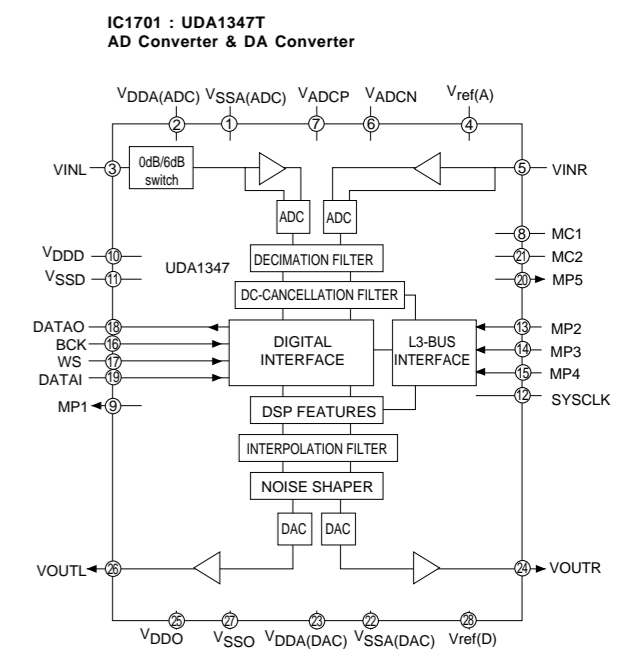 IC1701 : UDA1347T
AD Converter & DA Converter
VDDA(ADC) VSSA(ADC) VADCP VADCN Vref(A)
2 1 7 6 4
VINL 3 0dB/6dB switch 5 VINR
ADC ADC
8 MC1
VDDD 10 DECIMATION FILTER 21 MC2
UDA1347
VSSD 11 20 MP5
DC-CANCELLATION FILTER
DATAO 18 13 MP2
BCK 16 DIGITAL INTERFACE L3-BUS INTERFACE 14 MP3
WS 17
DATAI 19 15 MP4
12 SYSCLK
MP1 9 DSP FEATURES
INTERPOLATION FILTER
NOISE SHAPER
DAC DAC
VOUTL 26 24 VOUTR
25 27 23 22 28
VDDO VSSO VDDA(DAC) VSSA(DAC) Vref(D)